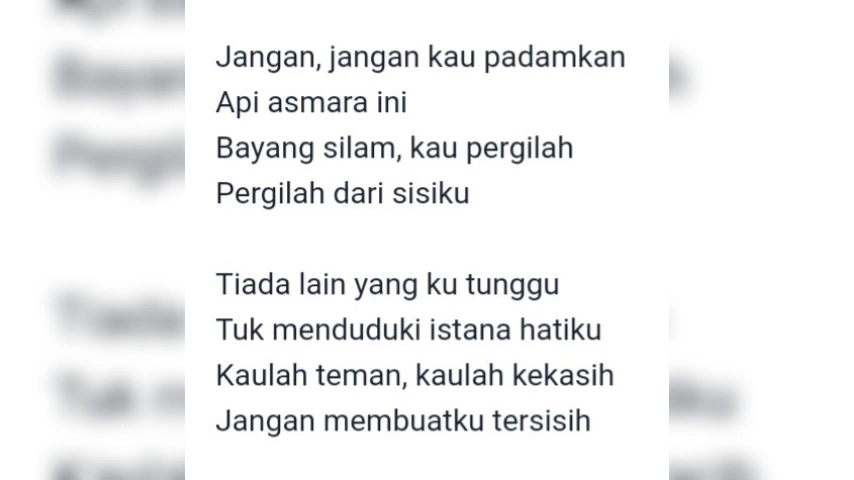 Jangan, jangan kau padamkan
Api asmara ini
Bayang silam, kau pergilah
Pergilah dari sisiku
Tiada lain yang ku tunggu
Tuk menduduki istana hatiku
Kaulah teman, kaulah kekasih
Jangan membuatku tersisih